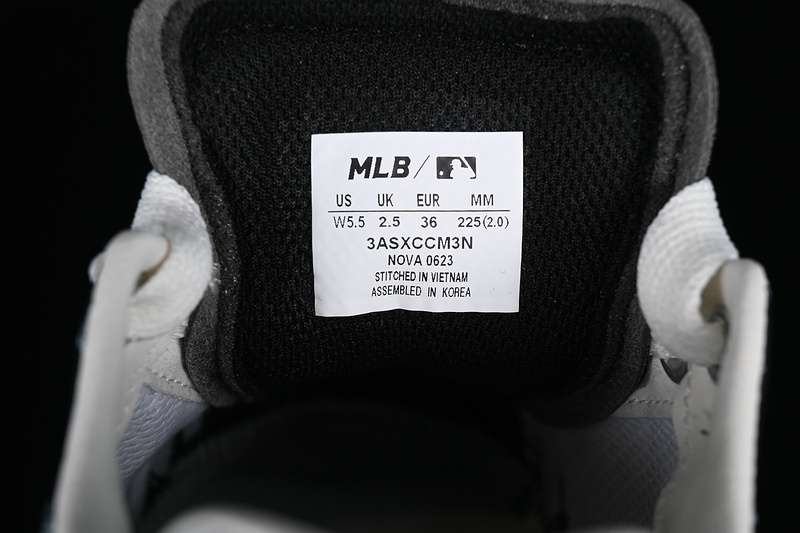 MLB/
US UK EUR MM
W5.5 2.5 36 225(2.0)
3ASXCCM3N
NOVA 0623
STITCHED IN VIETNAM
ASSEMBLED IN KOREA